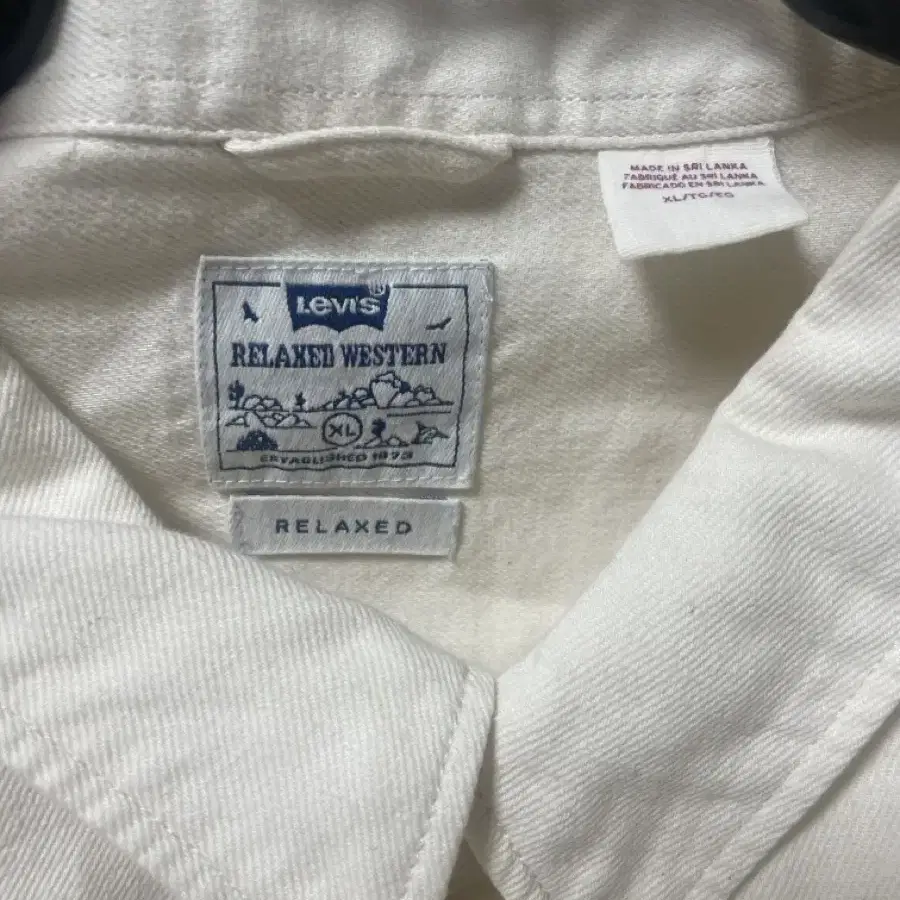 MADE IN SRI LANKA
FABRIQUÉ AU SRI LANKA
FABRICADO EN SRI LANKA
XL/TG/EG
Levi's®
RELAXED WESTERN
XL
ESTABLISHED 1873
RELAXED